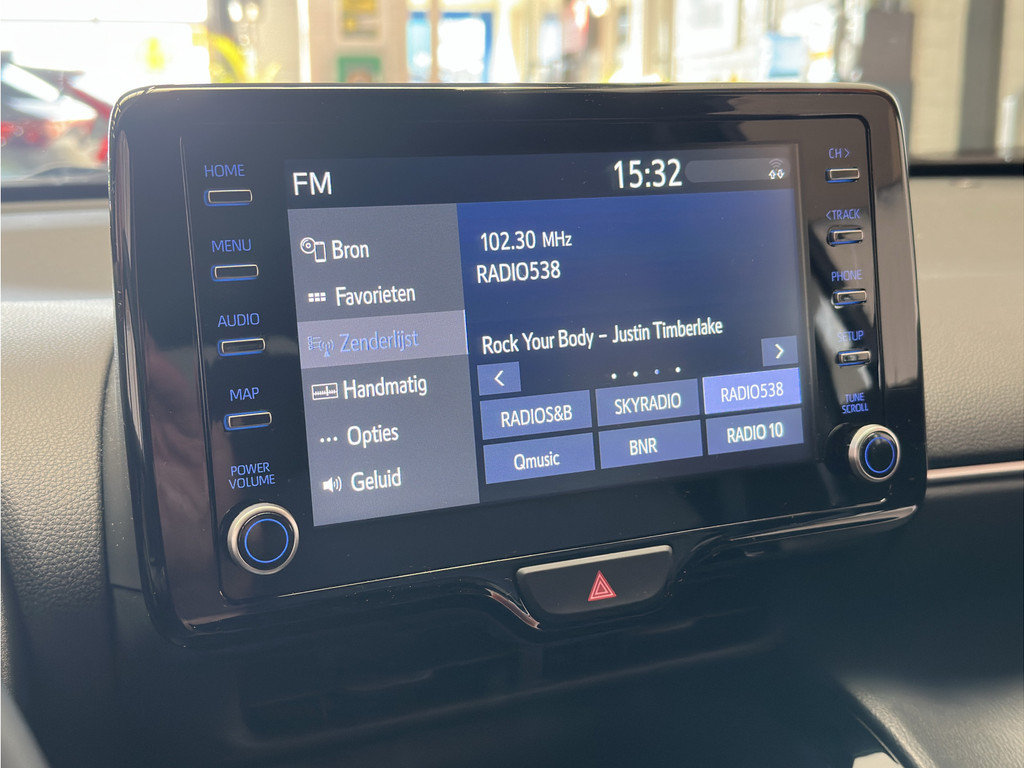 HOME
MENU
AUDIO
MAP
POWER
VOLUME
FM
15:32
Bron
Favorieten
Zenderlijst
Handmatig
Opties
Geluid
102.30 MHz
RADIO538
Rock Your Body – Justin Timberlake
< >
RADIOS&B SKYRADIO RADIO538
Qmusic BNR RADIO 10
CH>
<TRACK
PHONE
SETUP
TUNE
SCROLL